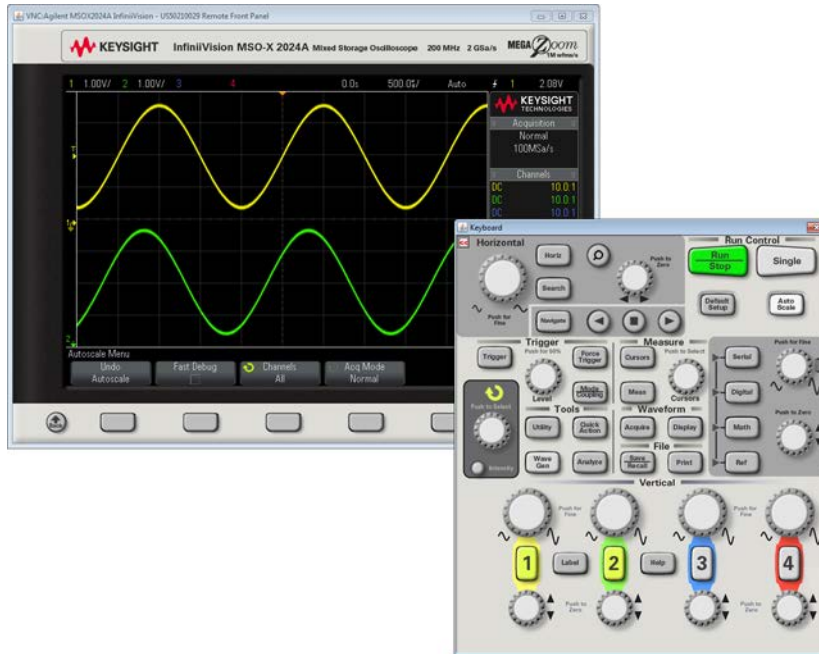 VNC:Agilent MSOX2024A InfiniiVision - US50210029 Remote Front Panel
KEYSIGHT InfiniiVision MSO-X 2024A Mixed Storage Oscilloscope 200 MHz 2 GSa/s MEGA Zoom
1M wfms/s
1 1.00V/ 2 1.00V/ 3 4 0.0s 500.0%/ Auto 1 2.08V
KEYSIGHT
TECHNOLOGIES
Acquisition
Normal
100MSa/s
Channels
DC 10.0:1
DC 10.0:1
DC 10.0:1
T
1
2
Autoscale Menu
Undo
Autoscale
Fast Debug
Channels
All
Acq Mode
Normal
Keyboard
Horizontal
Horiz
Search
Navigate
Push for
Fine
Push to
Zero
Run Control
Run
Stop
Single
Default
Setup
Auto
Scale
Trigger
Trigger
Push for 50%
Force
Trigger
Level
Mode
Coupling
Measure
Cursors
Push to Select
Meas
Cursors
Push to Select
Intensity
Tools
Utility
Quick
Action
Wave
Gen
Analyze
Waveform
Acquire
Display
File
Save
Recall
Print
Serial
Digital
Math
Ref
Push for Fine
Push to Zero
Vertical
Push for
Fine
Push for
Fine
1
Label
2
Help
3
4
Push to
Zero
Push to
Zero